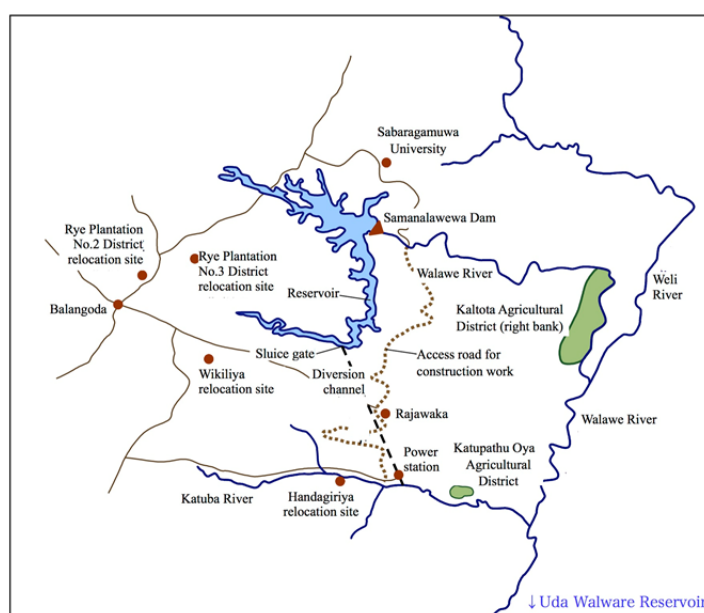 Sabaragamuwa
University
Samanalawewa Dam
Rye Plantation
No.2 District
relocation site
Rye Plantation
No.3 District
relocation site
Walawe River
Weli
River
Reservoir
Kaltota Agricultural
District (right bank)
Balangoda
Sluice gate
Diversion
channel
Access road for
construction work
Wikiliya
relocation site
Rajawaka
Walawe River
Power
station
Katupathu Oya
Agricultural
District
Katuba River
Handagiriya
relocation site
↓Uda Walware Reservoir